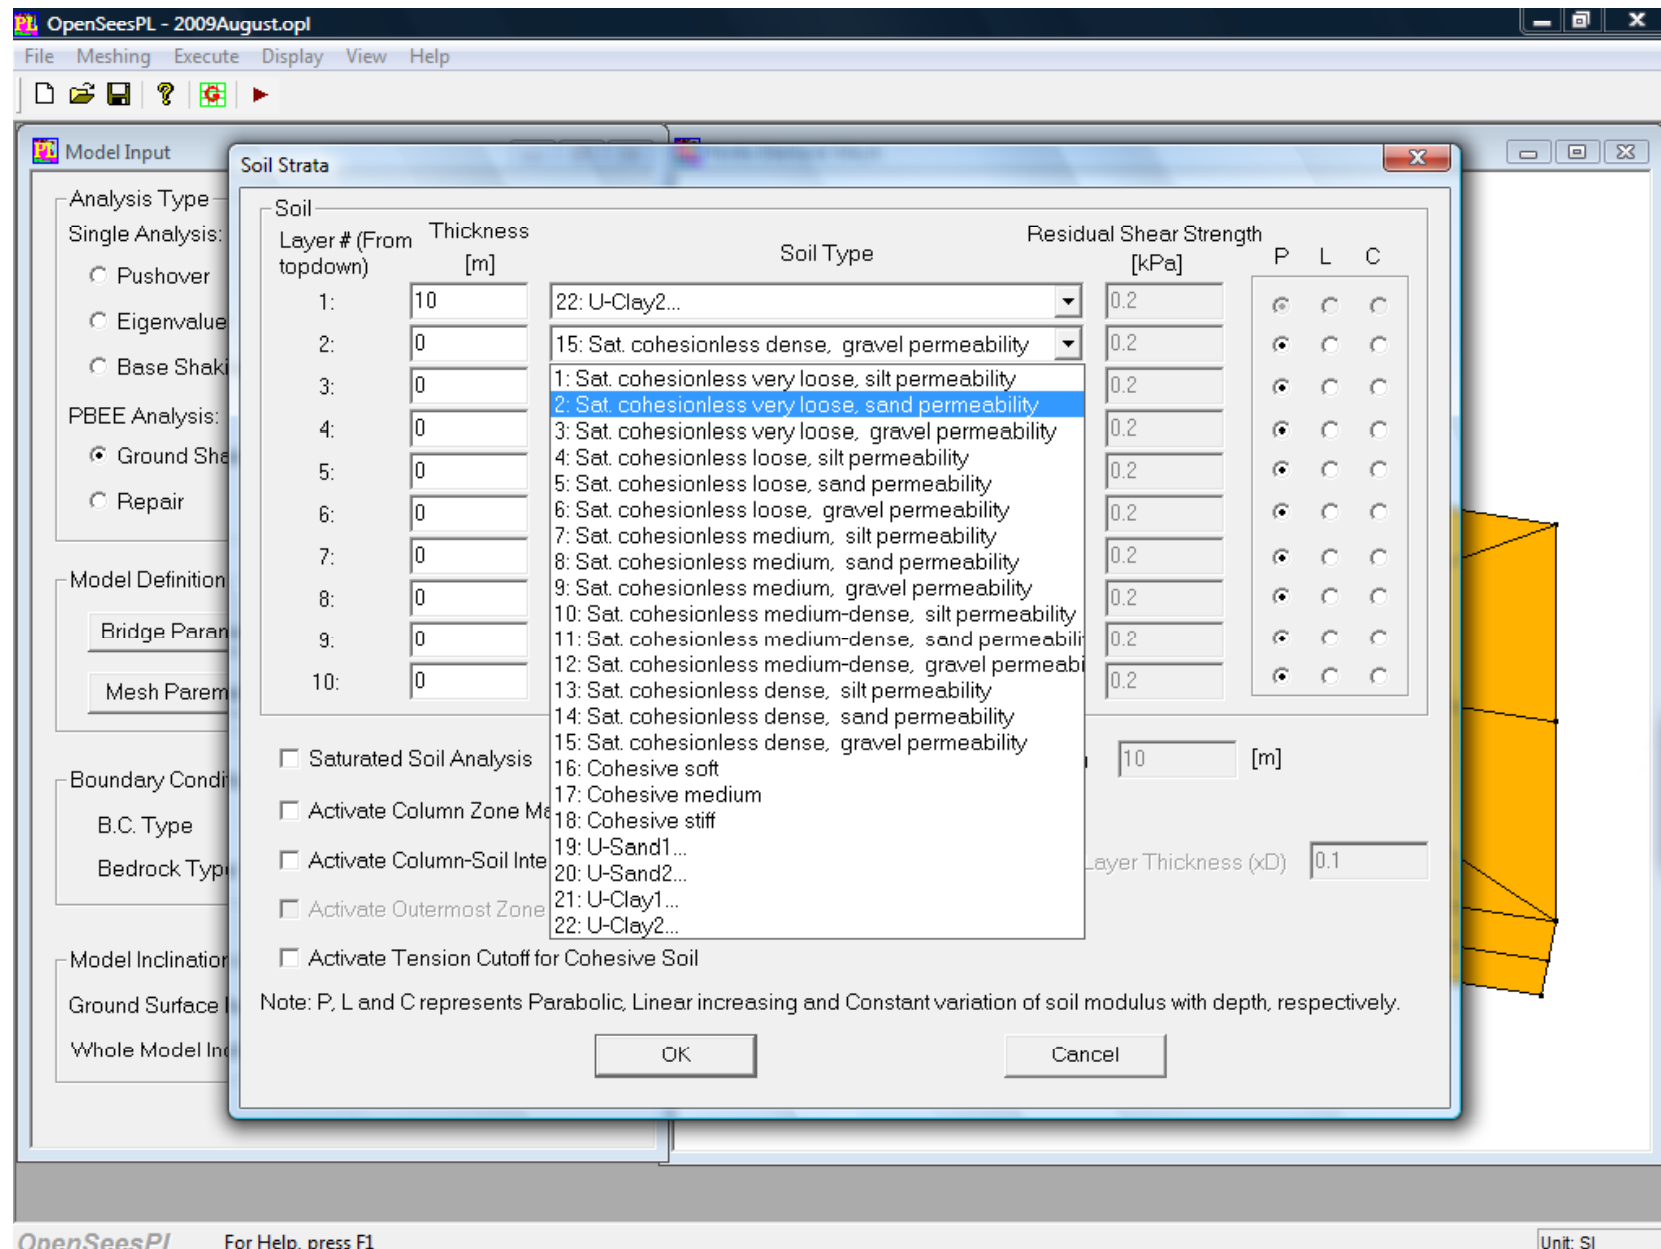 OpenSeesPL - 2009August.opl
File Meshing Execute Display View Help
Model Input
Analysis Type
Single Analysis:
Pushover
Eigenvalue
Base Shaki
PBEE Analysis:
Ground Sha
Repair
Model Definition
Bridge Param
Mesh Parem
Boundary Condi
B.C. Type
Bedrock Typ
Model Inclination
Ground Surface
Whole Model Inc
Soil Strata
Soil
Layer # (From topdown)
Thickness [m]
Soil Type
Residual Shear Strength [kPa]
P L C
1: 10 22: U-Clay2... 0.2
2: 0 15: Sat. cohesionless dense, gravel permeability 0.2
3: 0 0.2
4: 0 0.2
5: 0 0.2
6: 0 0.2
7: 0 0.2
8: 0 0.2
9: 0 0.2
10: 0 0.2
1: Sat. cohesionless very loose, silt permeability
2: Sat. cohesionless very loose, sand permeability
3: Sat. cohesionless very loose, gravel permeability
4: Sat. cohesionless loose, silt permeability
5: Sat. cohesionless loose, sand permeability
6: Sat. cohesionless loose, gravel permeability
7: Sat. cohesionless medium, silt permeability
8: Sat. cohesionless medium, sand permeability
9: Sat. cohesionless medium, gravel permeability
10: Sat. cohesionless medium-dense, silt permeability
11: Sat. cohesionless medium-dense, sand permeabili
12: Sat. cohesionless medium-dense, gravel permeabi
13: Sat. cohesionless dense, silt permeability
14: Sat. cohesionless dense, sand permeability
15: Sat. cohesionless dense, gravel permeability
16: Cohesive soft
17: Cohesive medium
18: Cohesive stiff
19: U-Sand1...
20: U-Sand2...
21: U-Clay1...
22: U-Clay2...
Saturated Soil Analysis 10 [m]
Activate Column Zone Ma
Activate Column-Soil Inte Layer Thickness (xD) 0.1
Activate Outermost Zone
Activate Tension Cutoff for Cohesive Soil
Note: P, L and C represents Parabolic, Linear increasing and Constant variation of soil modulus with depth, respectively.
OK Cancel
OpenSeesPL For Help, press F1 Unit: SI